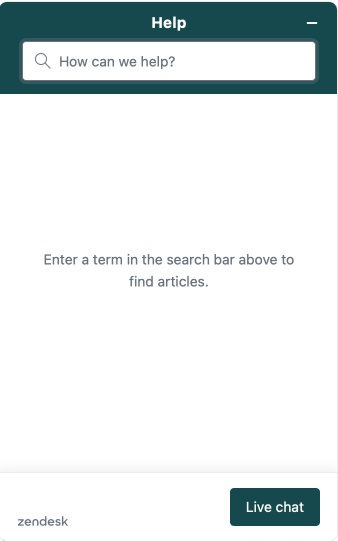 Help
How can we help?
Enter a term in the search bar above to
find articles.
Live chat
zendesk